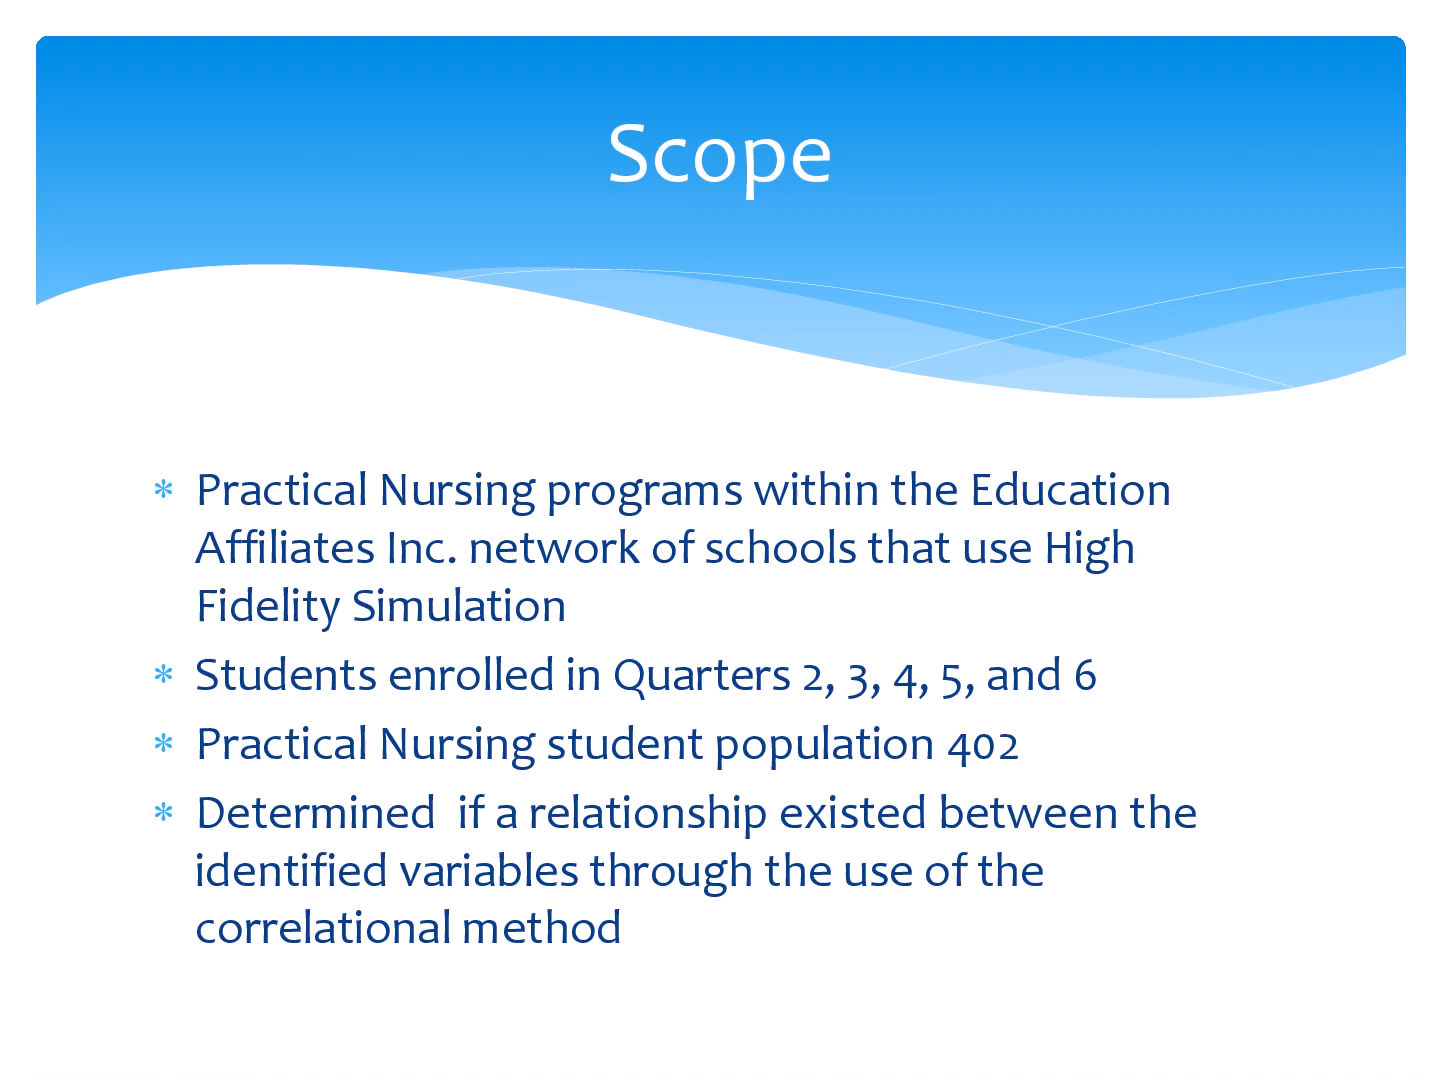 Scope
* Practical Nursing programs within the Education
Affiliates Inc. network of schools that use High
Fidelity Simulation
* Students enrolled in Quarters 2, 3, 4, 5, and 6
* Practical Nursing student population 402
* Determined  if a relationship existed between the
identified variables through the use of the
correlational method